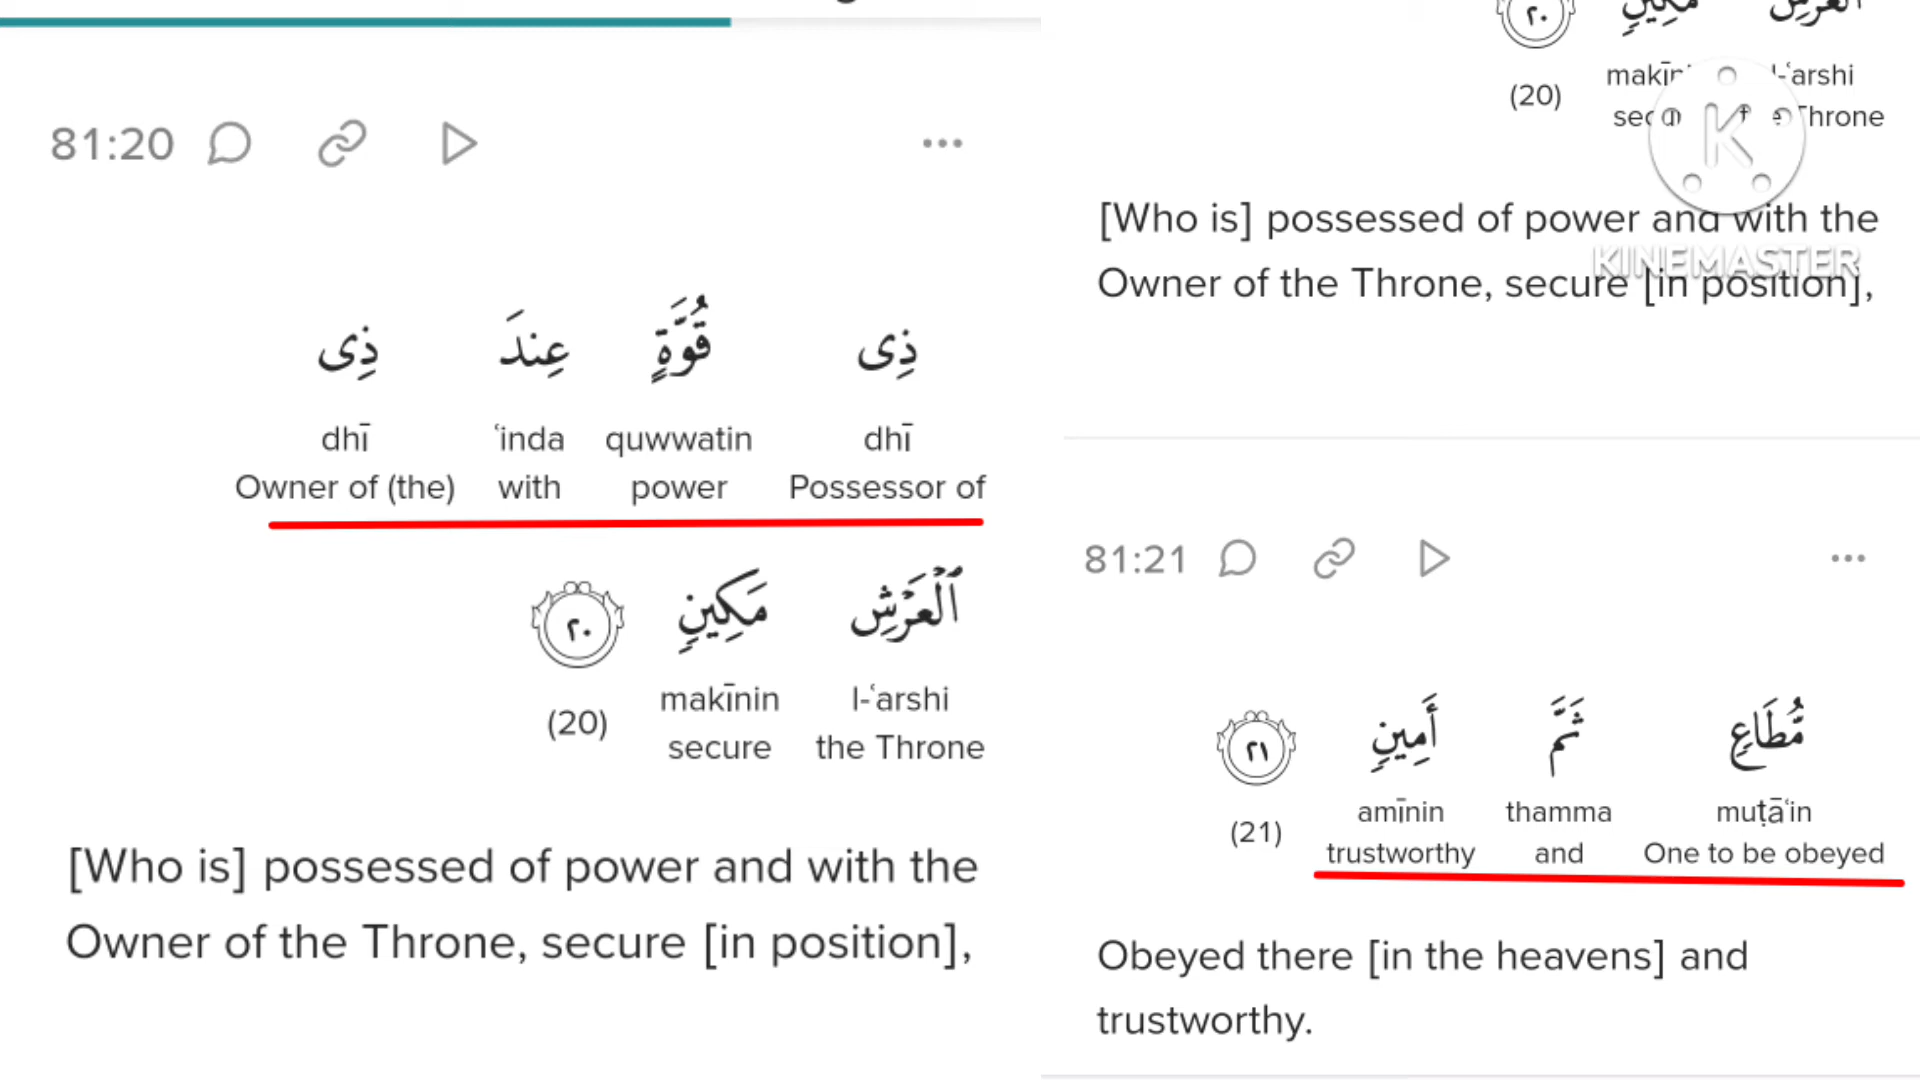 81:20
ذِى قُوَّةٍ عِندَ ذِى
dhī ʿinda quwwatin dhī
Owner of (the) with power Possessor of
ٱلْعَرْشِ مَكِينٍ ٢٠
makīnin l-ʿarshi
(20)
secure the Throne
[Who is] possessed of power and with the
Owner of the Throne, secure [in position],
٢٠
(20)
l-ʿarshi
Throne
[Who is] possessed of power and with the
Owner of the Throne, secure [in position],
KINEMASTER
81:21
مُّطَاعٍ ثَمَّ أَمِينٍ ٢١
amīnin thamma muṭāʿin
(21)
trustworthy and One to be obeyed
Obeyed there [in the heavens] and
trustworthy.